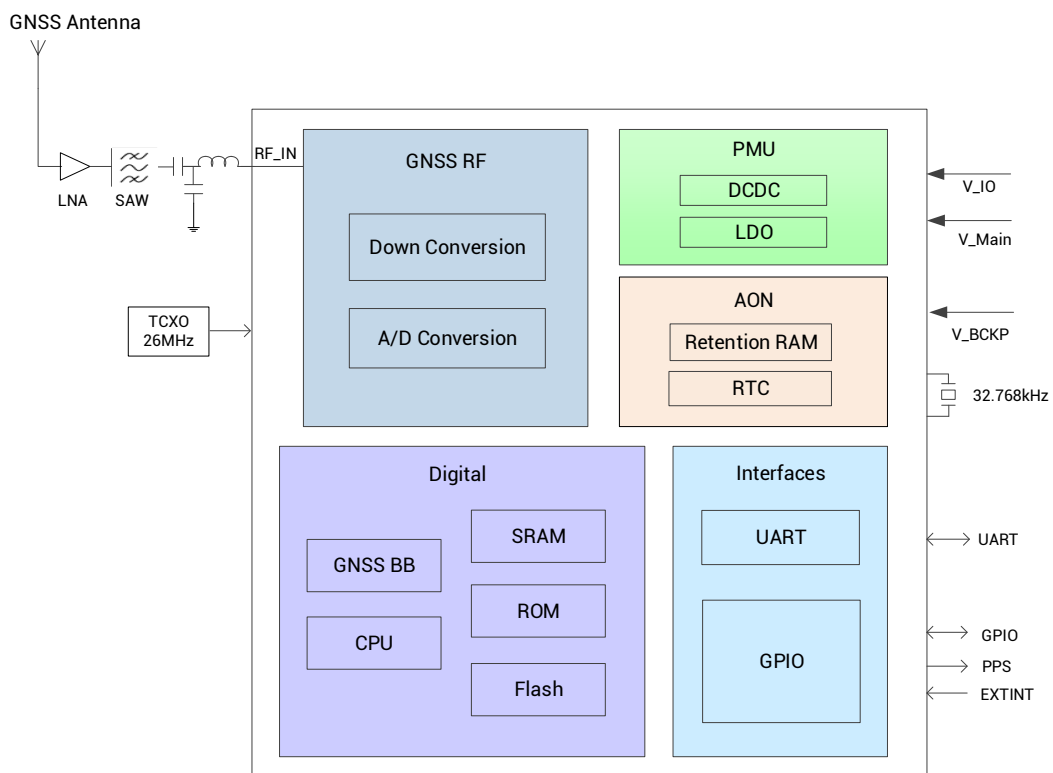 GNSS Antenna
LNA
SAW
RF_IN
TCXO
26MHz
GNSS RF
Down Conversion
A/D Conversion
PMU
DCDC
LDO
AON
Retention RAM
RTC
V_IO
V_Main
V_BCKP
32.768kHz
Digital
GNSS BB
CPU
SRAM
ROM
Flash
Interfaces
UART
GPIO
UART
GPIO
PPS
EXTINT